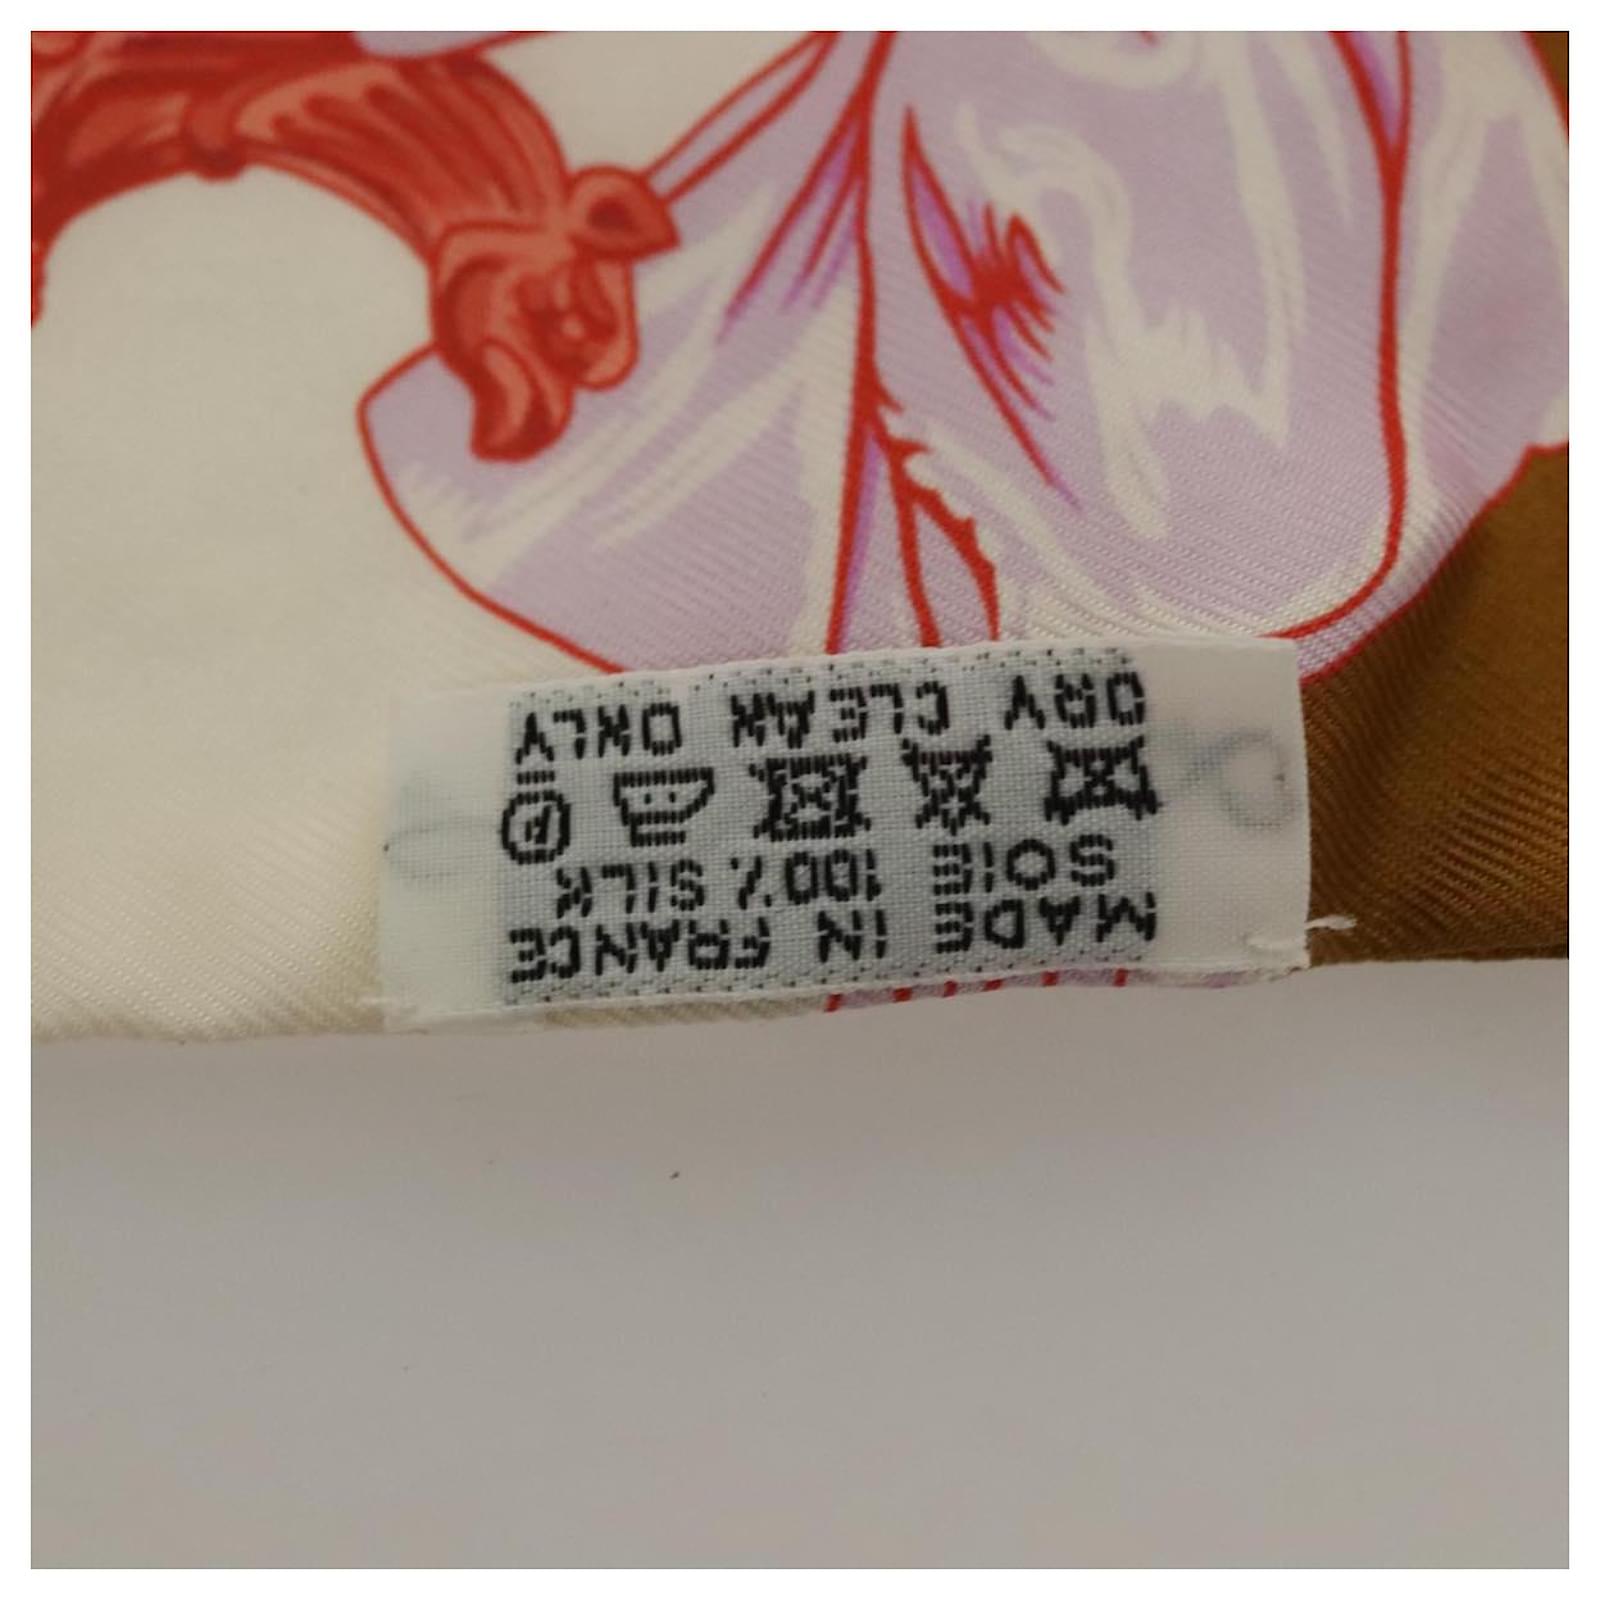 MADE IN FRANCE
SOIE 100% SILK
P
DRY CLEAN ONLY